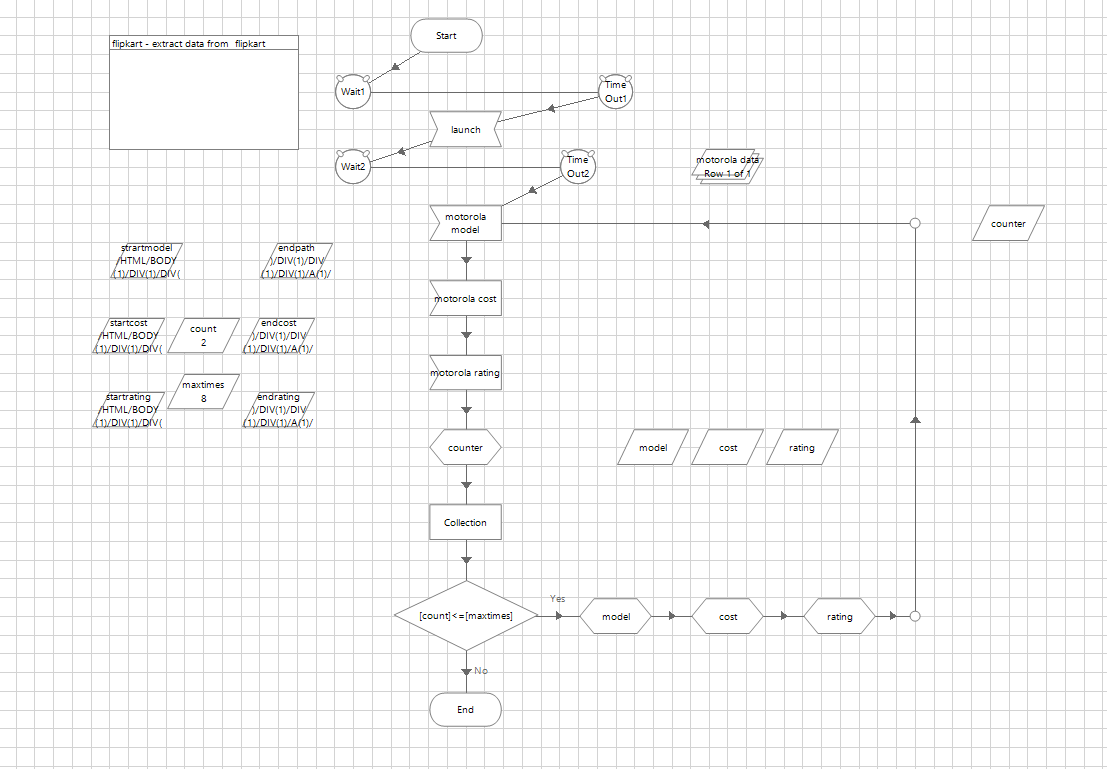 flipkart - extract data from flipkart
Start
Wait1
Time
Out1
launch
Wait2
Time
Out2
motorola data
Row 1 of 1
motorola
model
counter
strartmodel
/HTML/BODY
(1)/DIV(1)/DIV(
endpath
)/DIV(1)/DIV
(1)/DIV(1)/A(1)/
motorola cost
startcost
/HTML/BODY
(1)/DIV(1)/DIV(
count
2
endcost
)/DIV(1)/DIV
(1)/DIV(1)/A(1)/
motorola rating
maxtimes
8
startrating
/HTML/BODY
(1)/DIV(1)/DIV(
endrating
)/DIV(1)/DIV
(1)/DIV(1)/A(1)/
counter
model
cost
rating
Collection
[count]<=[maxtimes]
Yes
model
cost
rating
No
End